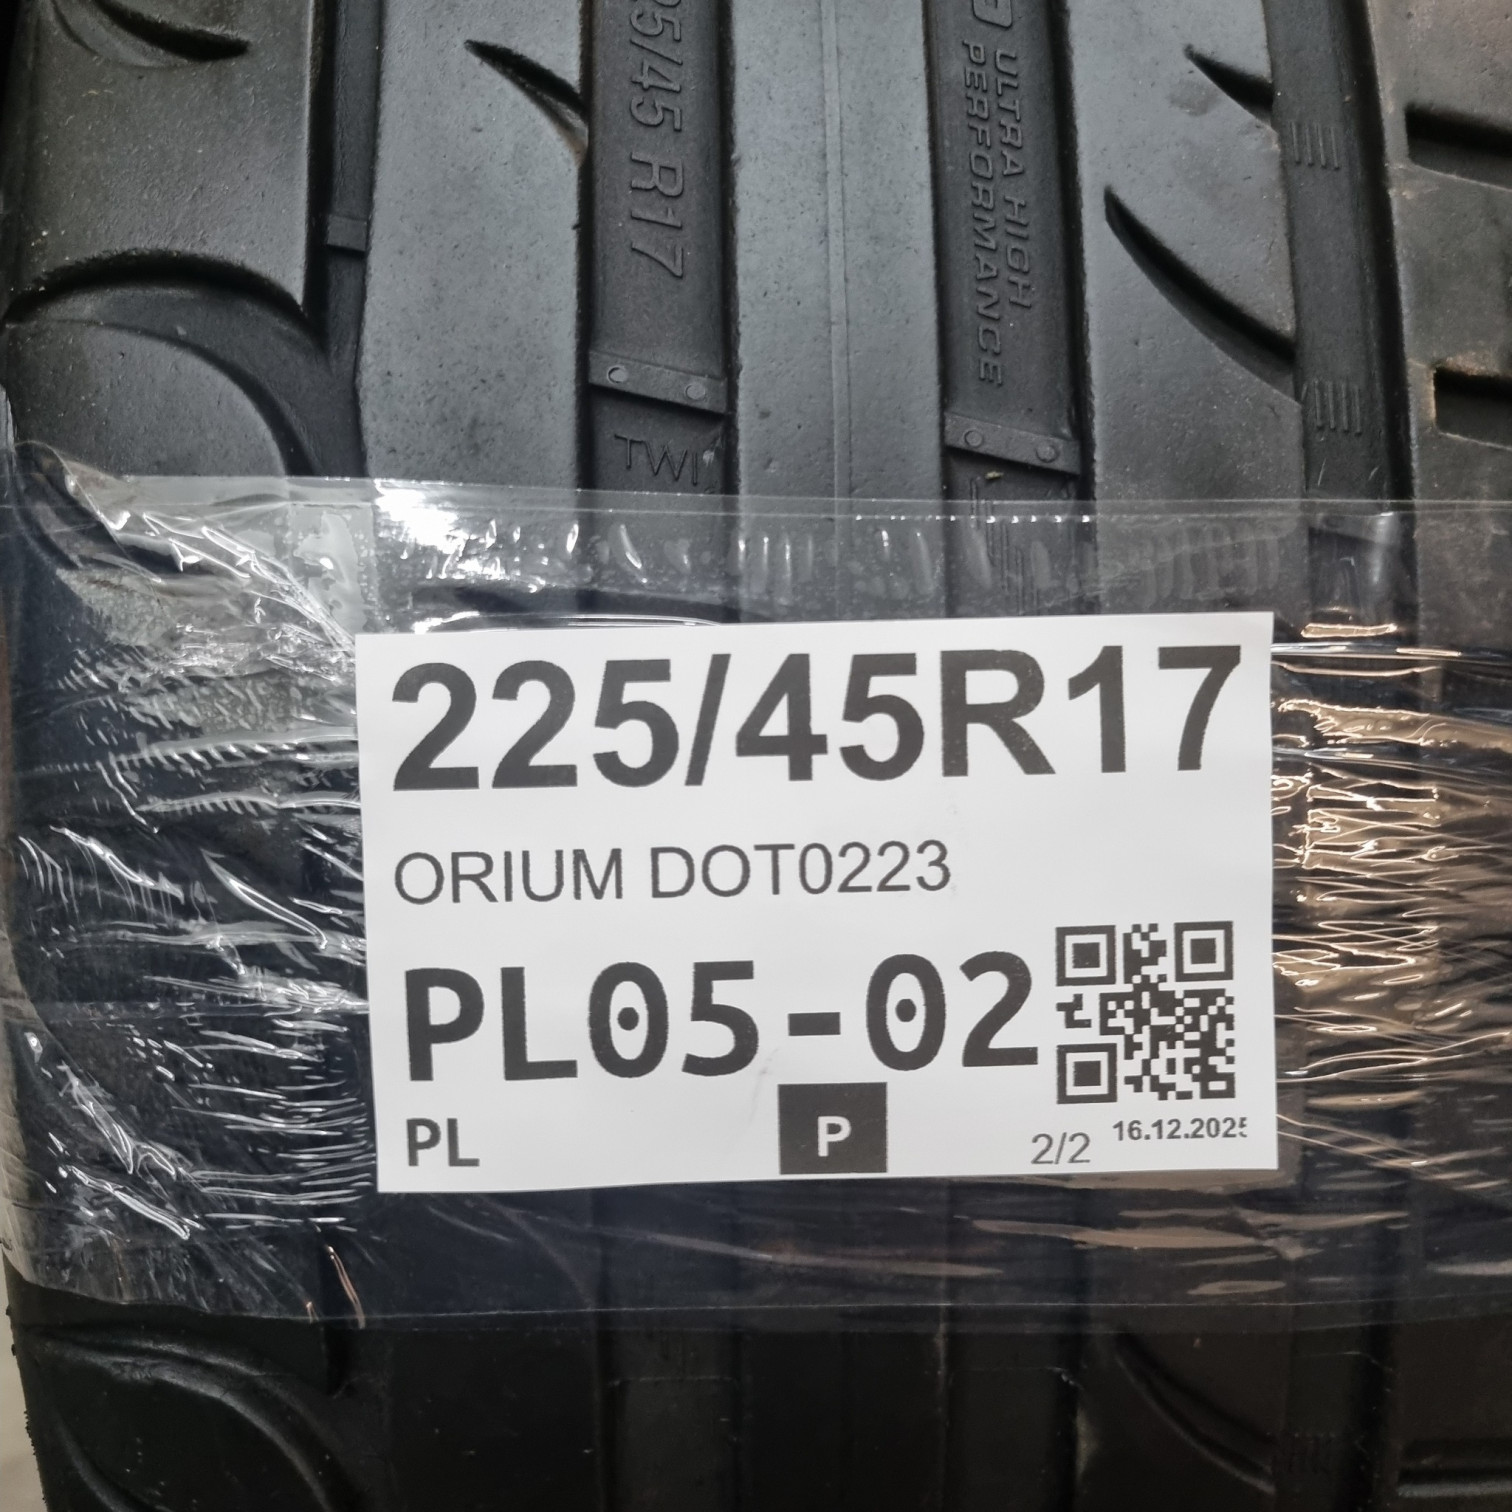 25/45 R17
ULTRA HIGH
PERFORMANCE
TWI
225/45R17
ORIUM DOT0223
PL05-02
PL
P
2/2
16.12.2025